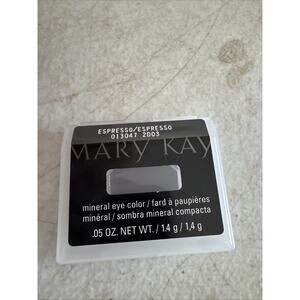 ESPRESSO/ESPRESSO
013047 2D03
MARY KAY
mineral eye color / fard à paupières
minéral / sombra mineral compacta
.05 OZ. NET WT. / 1.4 g / 1,4 g